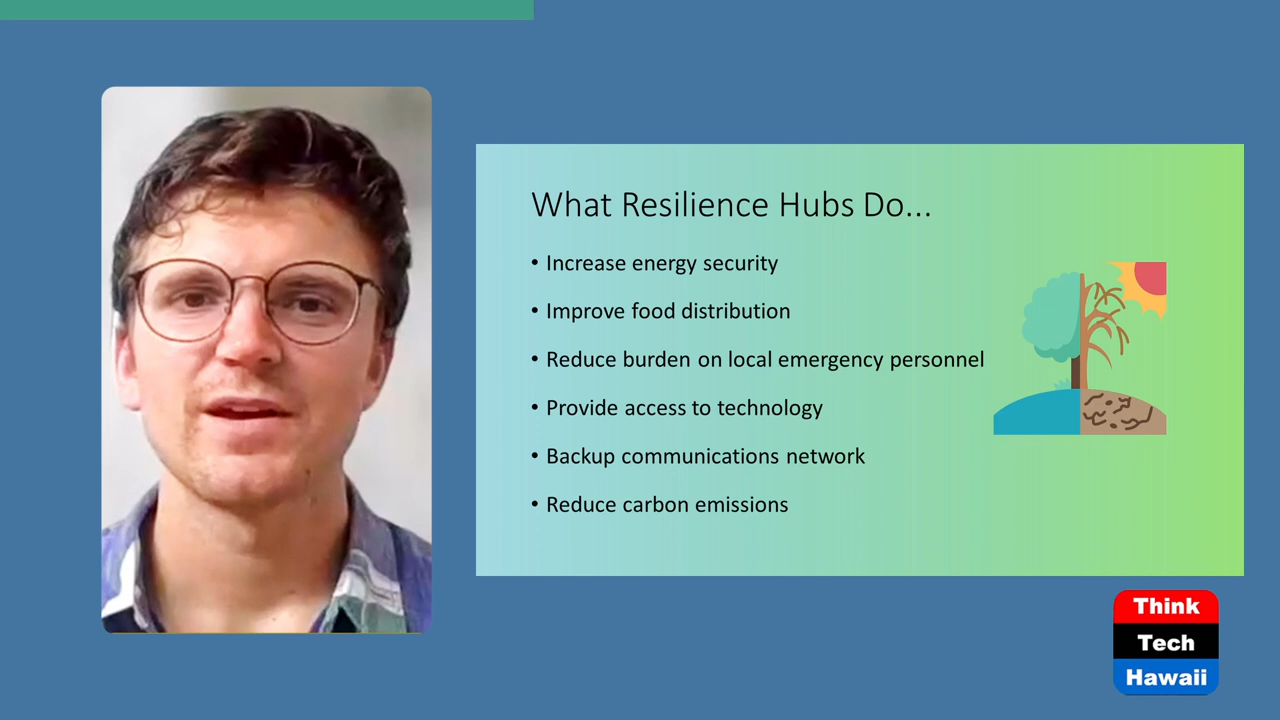 What Resilience Hubs Do...
• Increase energy security
• Improve food distribution
• Reduce burden on local emergency personnel
• Provide access to technology
• Backup communications network
• Reduce carbon emissions
Think
Tech
Hawaii